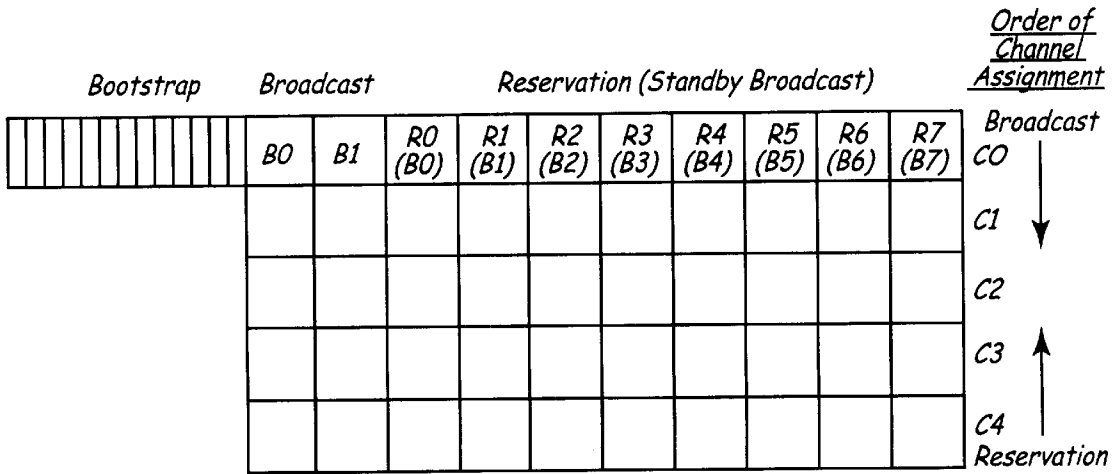 Order of
Channel
Assignment
Bootstrap Broadcast Reservation (Standby Broadcast)
Broadcast
B0 B1 R0 R1 R2 R3 R4 R5 R6 R7
(B0) (B1) (B2) (B3) (B4) (B5) (B6) (B7)
C0
C1
C2
C3
C4
Reservation